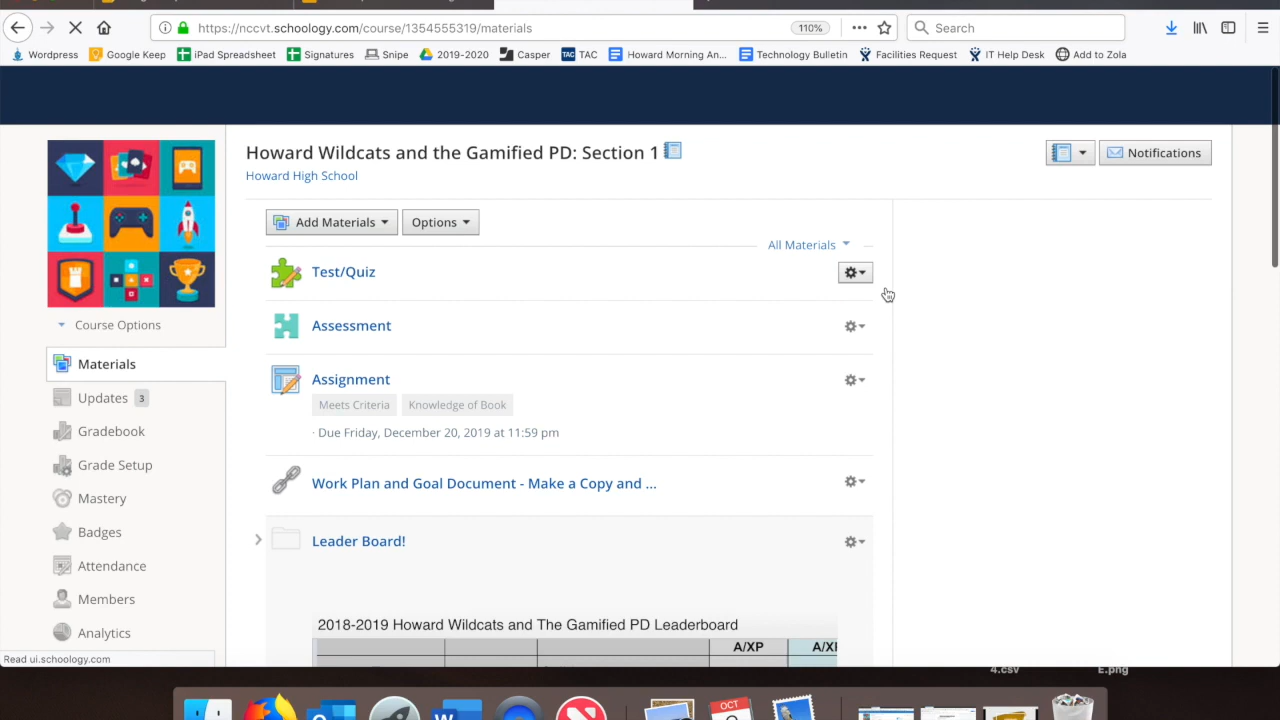 https://nccvt.schoology.com/course/1354555319/materials
110%
Search
Wordpress
Google Keep
iPad Spreadsheet
Signatures
Snipe
2019-2020
Casper
TAC TAC
Howard Morning An...
Technology Bulletin
Facilities Request
IT Help Desk
Add to Zola
Howard Wildcats and the Gamified PD: Section 1
Howard High School
Notifications
Add Materials
Options
All Materials
Test/Quiz
Assessment
Assignment
Meets Criteria
Knowledge of Book
· Due Friday, December 20, 2019 at 11:59 pm
Work Plan and Goal Document - Make a Copy and ...
Leader Board!
2018-2019 Howard Wildcats and The Gamified PD Leaderboard
A/XP
Course Options
Materials
Updates 3
Gradebook
Grade Setup
Mastery
Badges
Attendance
Members
Analytics
Read ui.schoology.com
4.csv
E.png
OCT